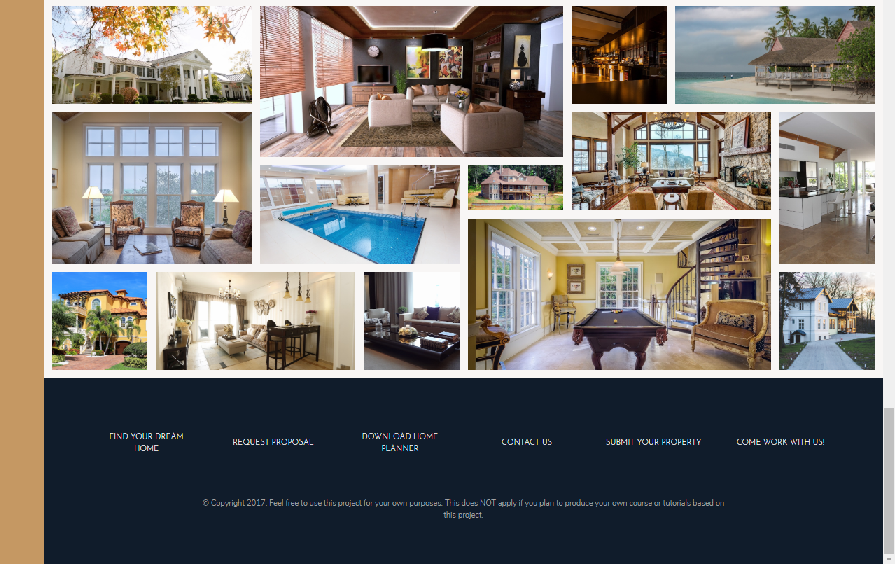 FIND YOUR DREAM
HOME
REQUEST PROPOSAL
DOWNLOAD HOME
PLANNER
CONTACT US
SUBMIT YOUR PROPERTY
COME WORK WITH US!
© Copyright 2017. Feel free to use this project for your own purposes. This does NOT apply if you plan to produce your own course or tutorials based on
this project.